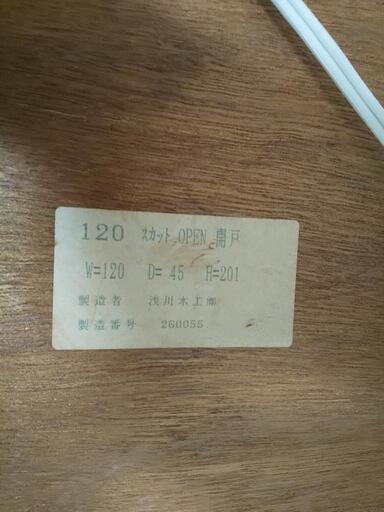 120 スカット OPEN 開戸
W=120 D= 45 H=201
製造者 浅川木工㈱
製造番号 260055